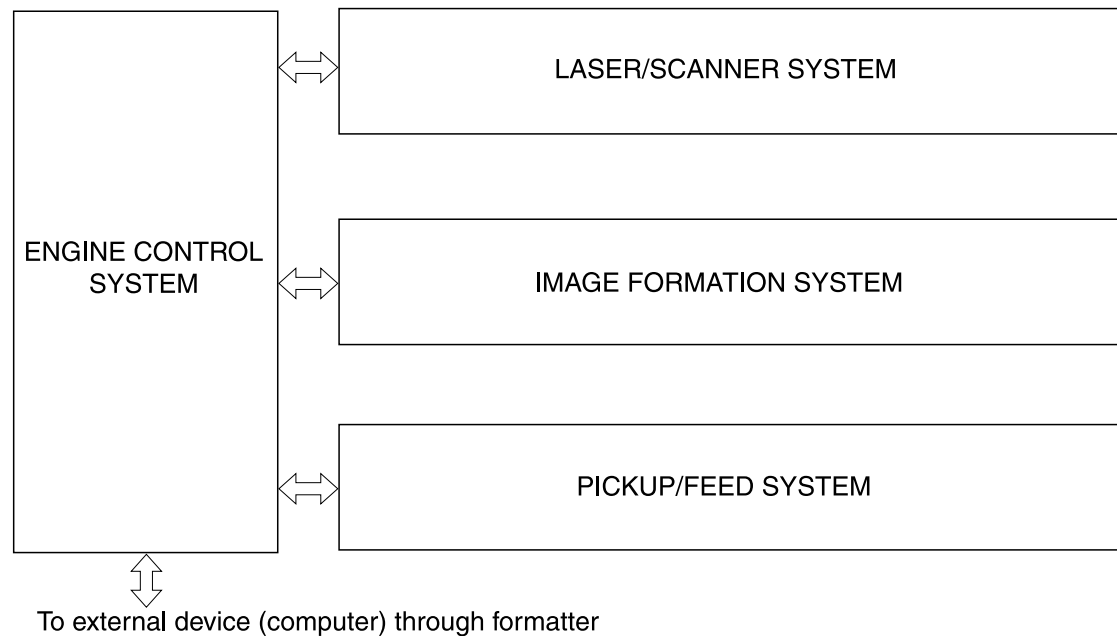 LASER/SCANNER SYSTEM
ENGINE CONTROL
SYSTEM
IMAGE FORMATION SYSTEM
PICKUP/FEED SYSTEM
To external device (computer) through formatter